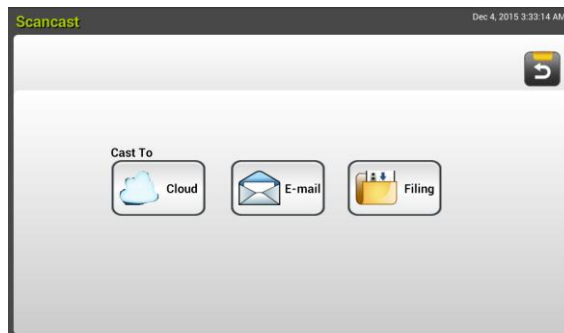 Scancast
Dec 4, 2015 3:33:14 AM
Cast To
Cloud
E-mail
Filing